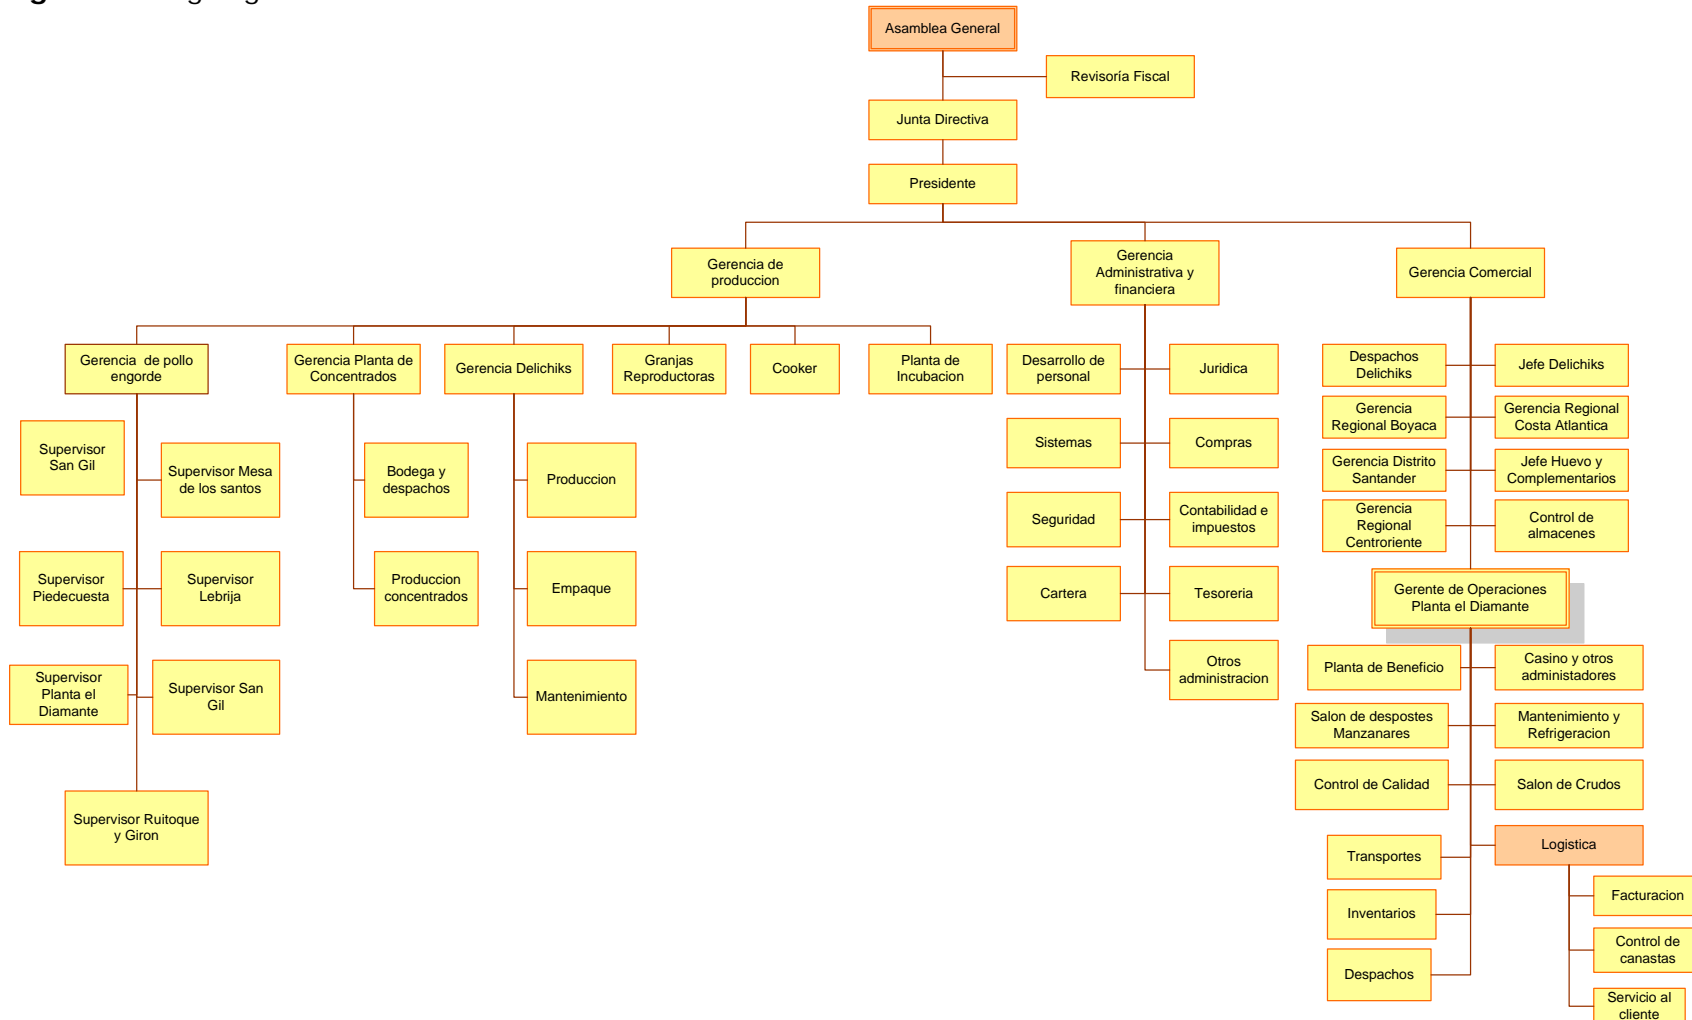 Asamblea General
Revisoría Fiscal
Junta Directiva
Presidente
Gerencia de
produccion
Gerencia
Administrativa y
financiera
Gerencia Comercial
Gerencia de pollo
engorde
Gerencia Planta de
Concentrados
Gerencia Delichiks
Granjas
Reproductoras
Cooker
Planta de
Incubacion
Supervisor
San Gil
Supervisor Mesa
de los santos
Supervisor
Piedecuesta
Supervisor
Lebrija
Supervisor
Planta el
Diamante
Supervisor San
Gil
Supervisor Ruitoque
y Giron
Bodega y
despachos
Produccion
concentrados
Produccion
Empaque
Mantenimiento
Desarrollo de
personal
Juridica
Sistemas
Compras
Seguridad
Contabilidad e
impuestos
Cartera
Tesoreria
Otros
administracion
Despachos
Delichiks
Jefe Delichiks
Gerencia
Regional Boyaca
Gerencia Regional
Costa Atlantica
Gerencia Distrito
Santander
Jefe Huevo y
Complementarios
Gerencia
Regional
Centroriente
Control de
almacenes
Gerente de Operaciones
Planta el Diamante
Planta de Beneficio
Casino y otros
administadores
Salon de despostes
Manzanares
Mantenimiento y
Refrigeracion
Control de Calidad
Salon de Crudos
Transportes
Logistica
Inventarios
Facturacion
Despachos
Control de
canastas
Servicio al
cliente